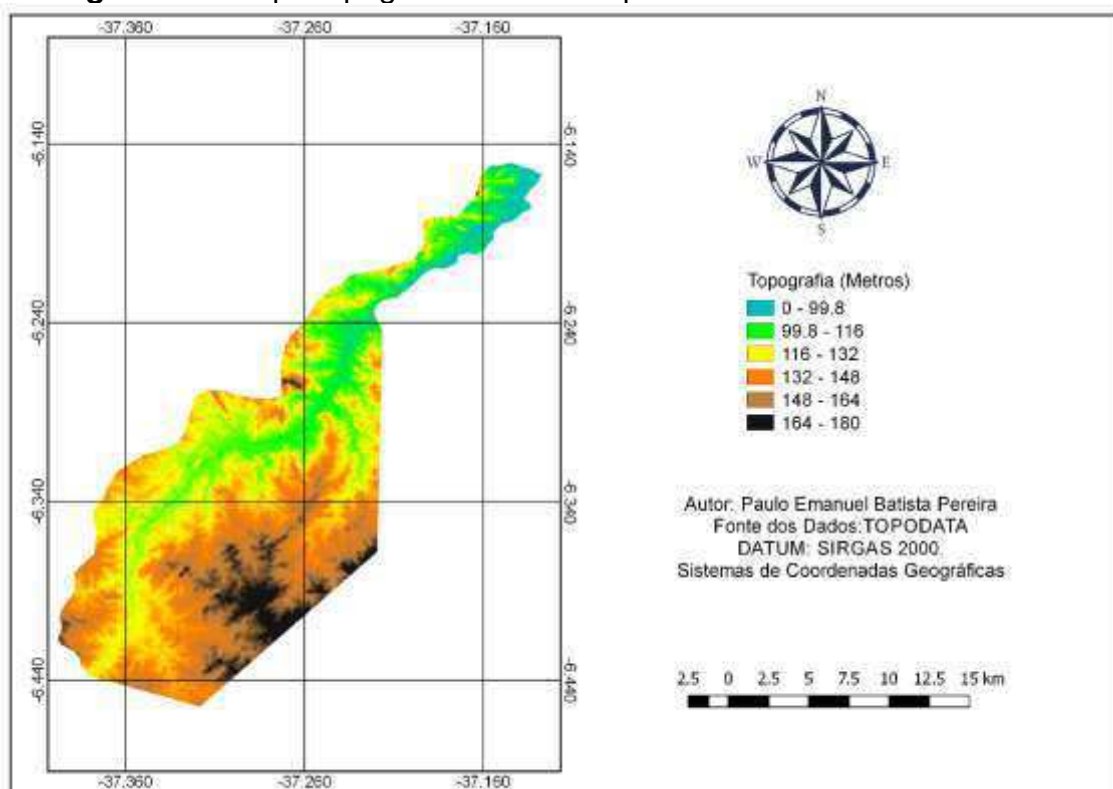 -37.360 -37.260 -37.160
-6.140 -6.140
-6.240 -6.240
-6.340 -6.340
-6.440 -6.440
-37.360 -37.260 -37.160
N
W E
S
Topografia (Metros)
0 - 99.8
99.8 - 116
116 - 132
132 - 148
148 - 164
164 - 180
Autor: Paulo Emanuel Batista Pereira
Fonte dos Dados:TOPODATA
DATUM: SIRGAS 2000
Sistemas de Coordenadas Geográficas
2.5 0 2.5 5 7.5 10 12.5 15 km